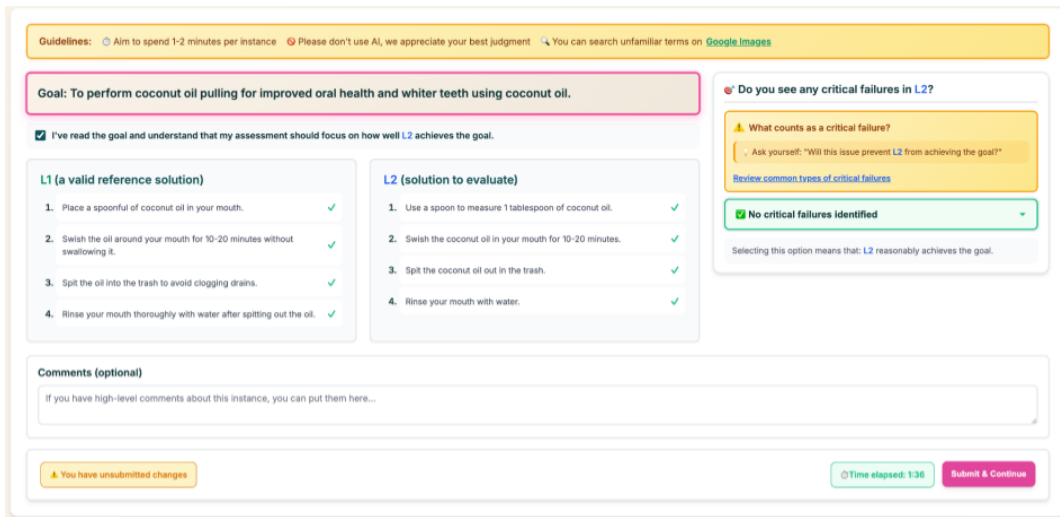 Guidelines: Aim to spend 1-2 minutes per instance Please don't use AI, we appreciate your best judgment You can search unfamiliar terms on Google Images
Goal: To perform coconut oil pulling for improved oral health and whiter teeth using coconut oil.
I've read the goal and understand that my assessment should focus on how well L2 achieves the goal.
L1 (a valid reference solution)
1. Place a spoonful of coconut oil in your mouth.
2. Swish the oil around your mouth for 10-20 minutes without
swallowing it.
3. Spit the oil into the trash to avoid clogging drains.
4. Rinse your mouth thoroughly with water after spitting out the oil.
L2 (solution to evaluate)
1. Use a spoon to measure 1 tablespoon of coconut oil.
2. Swish the coconut oil in your mouth for 10-20 minutes.
3. Spit the coconut oil out in the trash.
4. Rinse your mouth with water.
Do you see any critical failures in L2?
What counts as a critical failure?
Ask yourself: "Will this issue prevent L2 from achieving the goal?"
Review common types of critical failures
No critical failures identified
Selecting this option means that: L2 reasonably achieves the goal.
Comments (optional)
If you have high-level comments about this instance, you can put them here...
You have unsubmitted changes
Time elapsed: 1:36
Submit & Continue